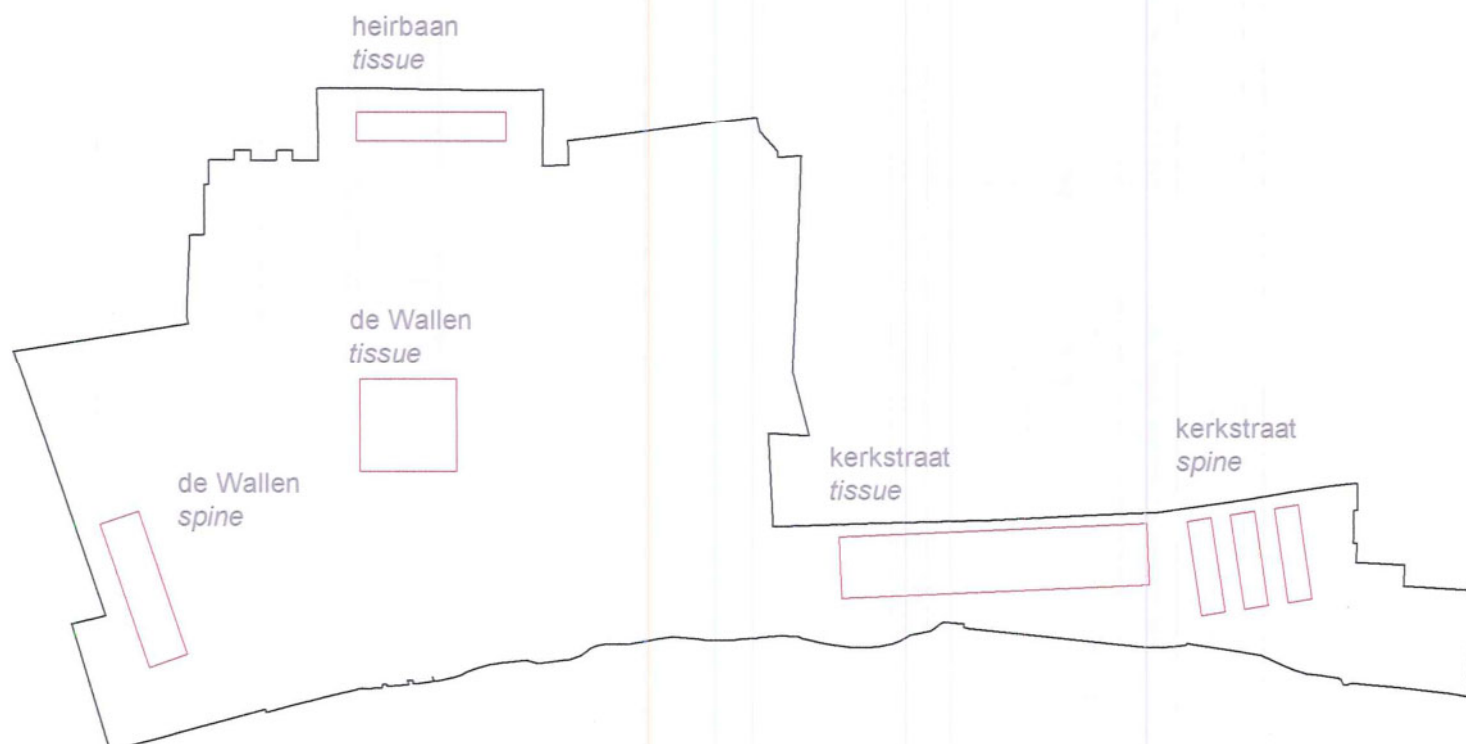 heirbaan
tissue
de Wallen
tissue
de Wallen
spine
kerkstraat
tissue
kerkstraat
spine